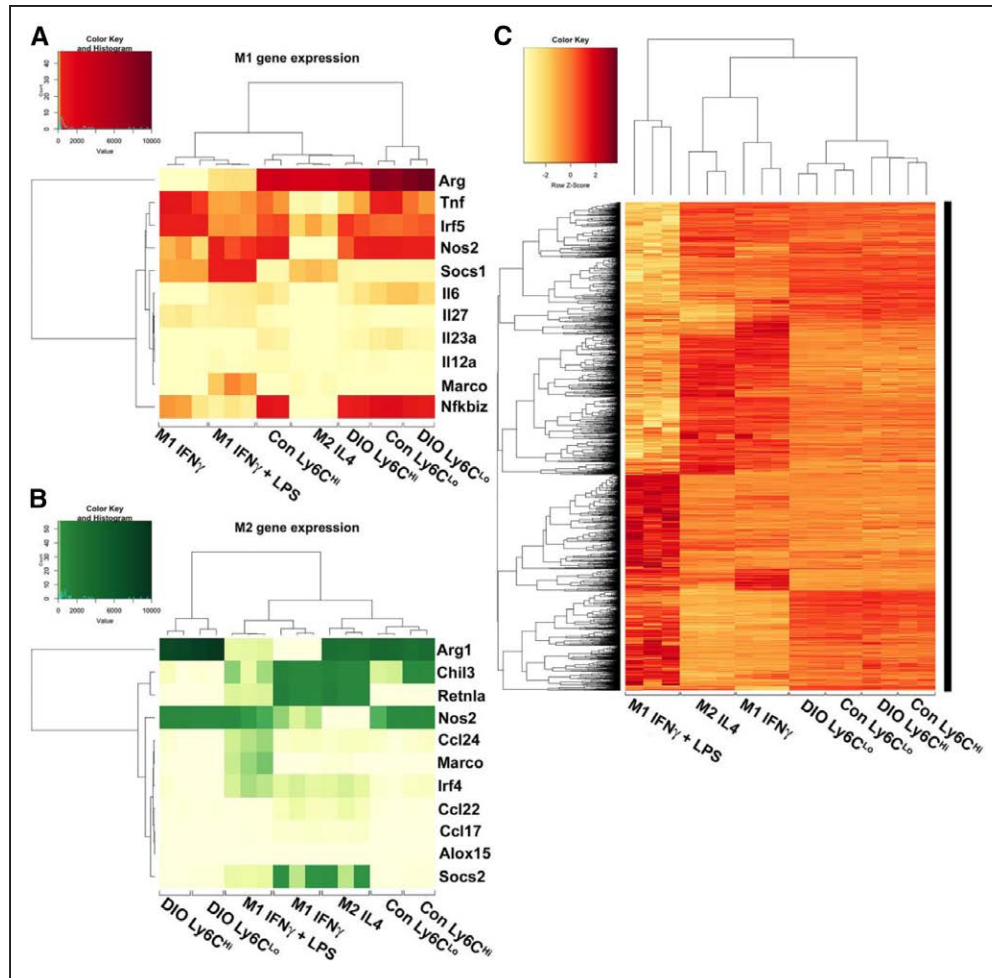 A
Color Key
and Histogram
Count
0 10 20 30 40
0 2000 6000 10000
Value
M1 gene expression
Arg
Tnf
Irf5
Nos2
Socs1
Il6
Il27
Il23a
Il12a
Marco
Nfkbiz
M1 IFNγ
M1 IFNγ + LPS
Con Ly6CHi
M2 IL4
DIO Ly6CHi
Con Ly6CLo
DIO Ly6CLo
B
Color Key
and Histogram
Count
0 10 20 30 40 50
0 2000 6000 10000
Value
M2 gene expression
Arg1
Chil3
Retnla
Nos2
Ccl24
Marco
Irf4
Ccl22
Ccl17
Alox15
Socs2
DIO Ly6CHi
DIO Ly6CLo
M1 IFNγ + LPS
M1 IFNγ
M2 IL4
Con Ly6CLo
Con Ly6CHi
C
Color Key
-2 0 2
Row Z-Score
M1 IFNγ + LPS
M2 IL4
M1 IFNγ
DIO Ly6CLo
Con Ly6CLo
DIO Ly6CHi
Con Ly6CHi